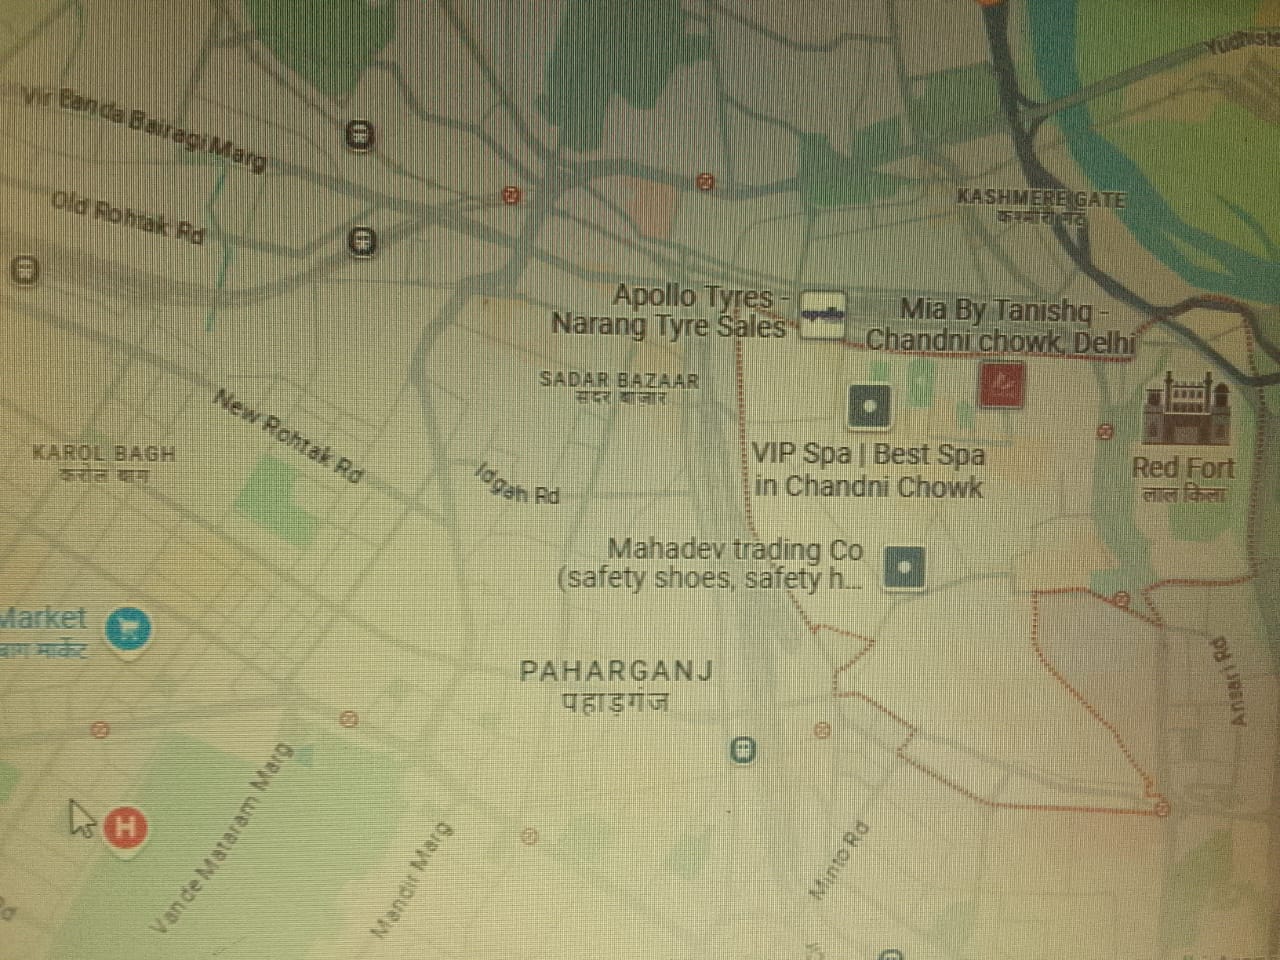 Yudhist
Vir Banda Bairagi Marg
Old Rohtak Rd
KASHMERE GATE
कश्मीरी गेट
Apollo Tyres -
Narang Tyre Sales
apollo
Mia By Tanishq -
Chandni chowk, Delhi
SADAR BAZAAR
सदर बाज़ार
New Rohtak Rd
KAROL BAGH
करोल बाग
Idgah Rd
VIP Spa | Best Spa
in Chandni Chowk
Red Fort
लाल किला
Mahadev trading Co
(safety shoes, safety h...
Market
बाग मार्केट
PAHARGANJ
पहाड़गंज
Ansari Rd
H
Vande Mataram Marg
Mandir Marg
Minto Rd